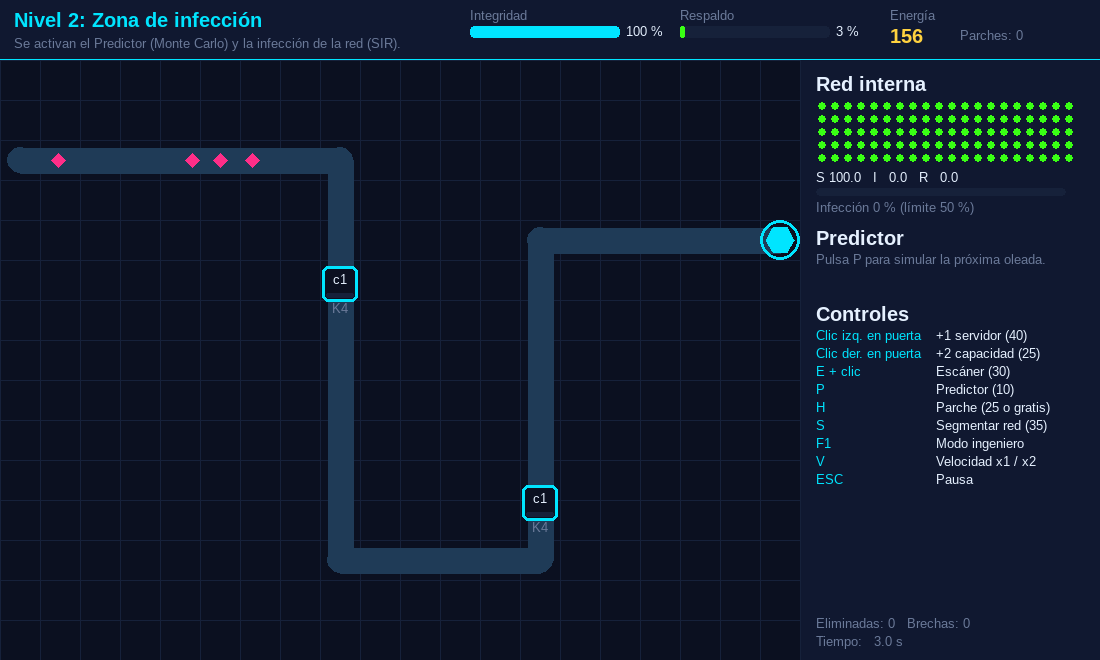 Nivel 2: Zona de infección
Se activan el Predictor (Monte Carlo) y la infección de la red (SIR).
Integridad
100 %
Respaldo
3 %
Energía
156
Parches: 0
c1
K4
c1
K4
Red interna
S 100.0 I 0.0 R 0.0
Infección 0 % (límite 50 %)
Predictor
Pulsa P para simular la próxima oleada.
Controles
Clic izq. en puerta +1 servidor (40)
Clic der. en puerta +2 capacidad (25)
E + clic Escáner (30)
P Predictor (10)
H Parche (25 o gratis)
S Segmentar red (35)
F1 Modo ingeniero
V Velocidad x1 / x2
ESC Pausa
Eliminadas: 0 Brechas: 0
Tiempo: 3.0 s